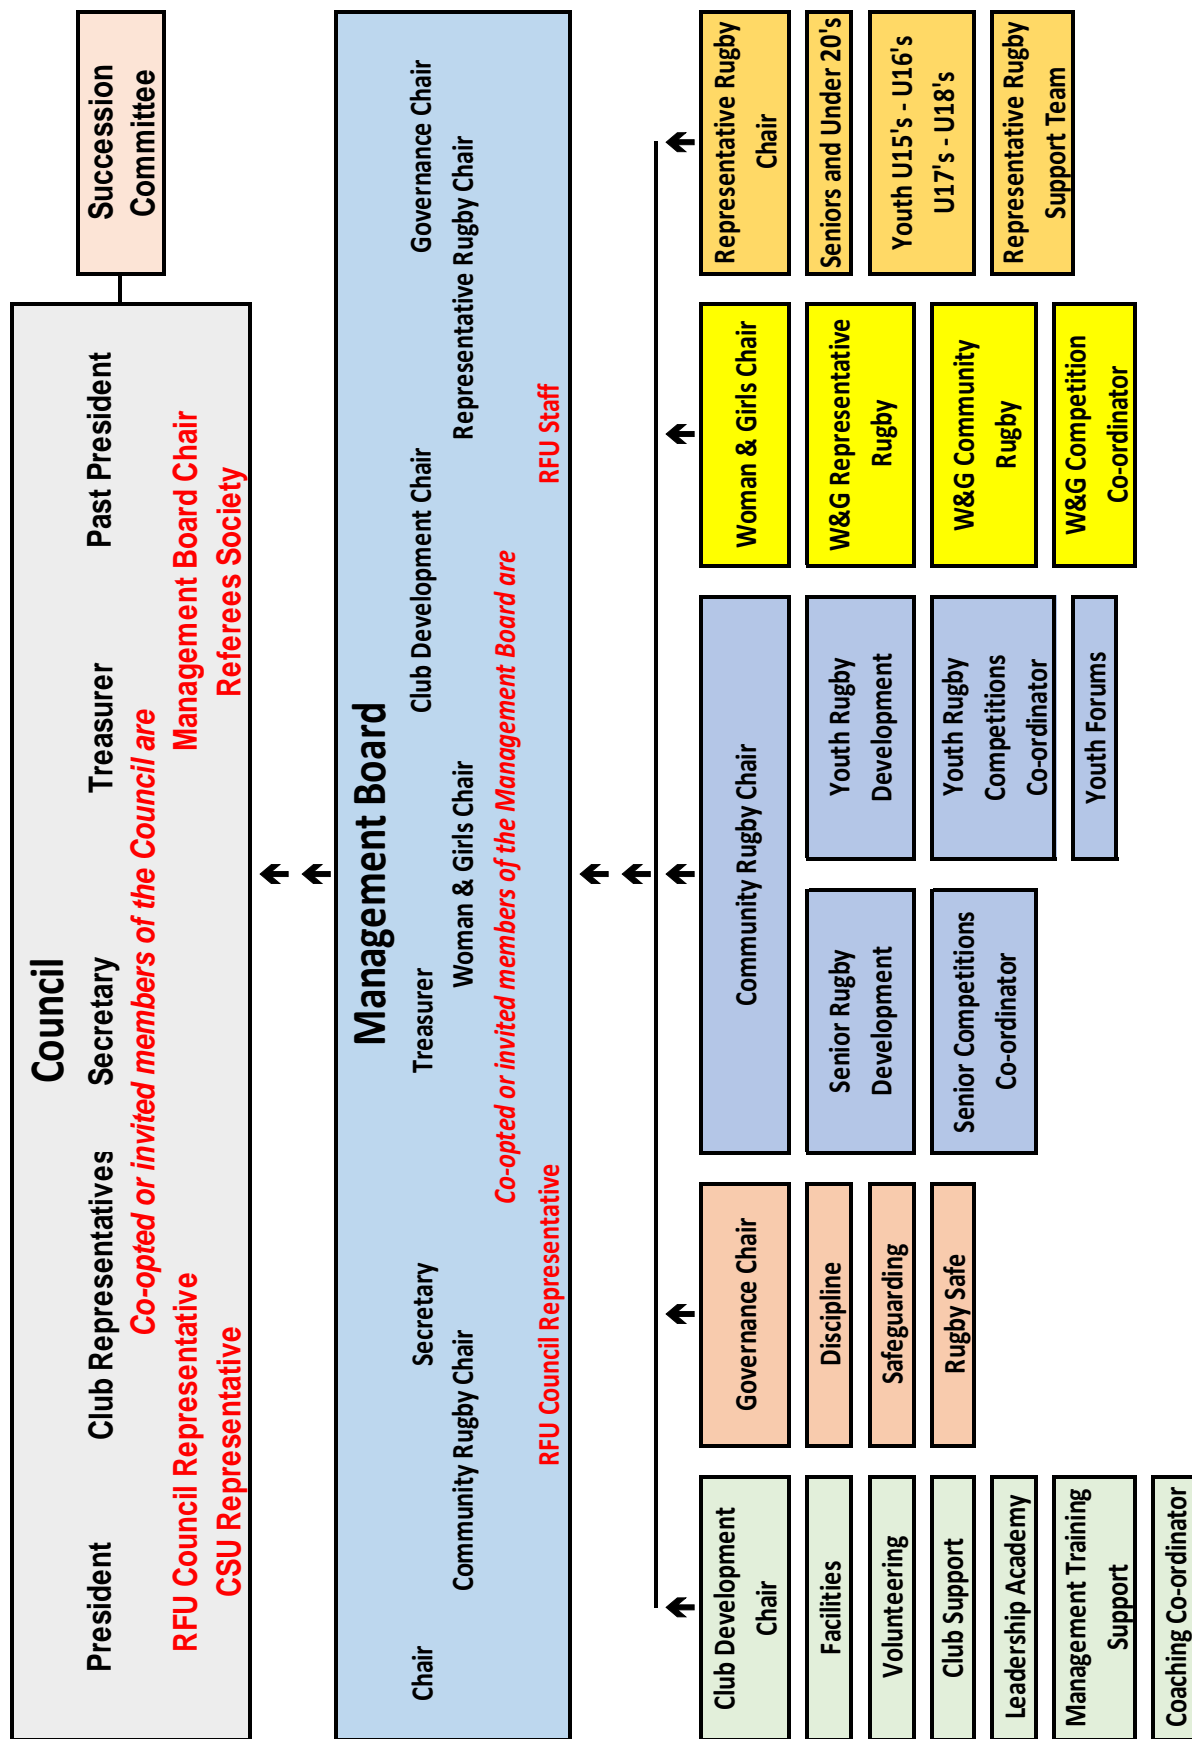 Council
President Club Representatives Secretary Treasurer Past President
Co-opted or invited members of the Council are
RFU Council Representative Management Board Chair
CSU Representative Referees Society
Succession
Committee
Management Board
Chair Secretary Treasurer Club Development Chair Governance Chair
Community Rugby Chair Woman & Girls Chair Representative Rugby Chair
Co-opted or invited members of the Management Board are
RFU Council Representative RFU Staff
Club Development
Chair
Facilities
Volunteering
Club Support
Leadership Academy
Management Training
Support
Coaching Co-ordinator
Governance Chair
Discipline
Safeguarding
Rugby Safe
Community Rugby Chair
Senior Rugby
Development
Senior Competitions
Co-ordinator
Youth Rugby
Development
Youth Rugby
Competitions
Co-ordinator
Youth Forums
Woman & Girls Chair
W&G Representative
Rugby
W&G Community
Rugby
W&G Competition
Co-ordinator
Representative Rugby
Chair
Seniors and Under 20's
Youth U15's - U16's
U17's - U18's
Representative Rugby
Support Team